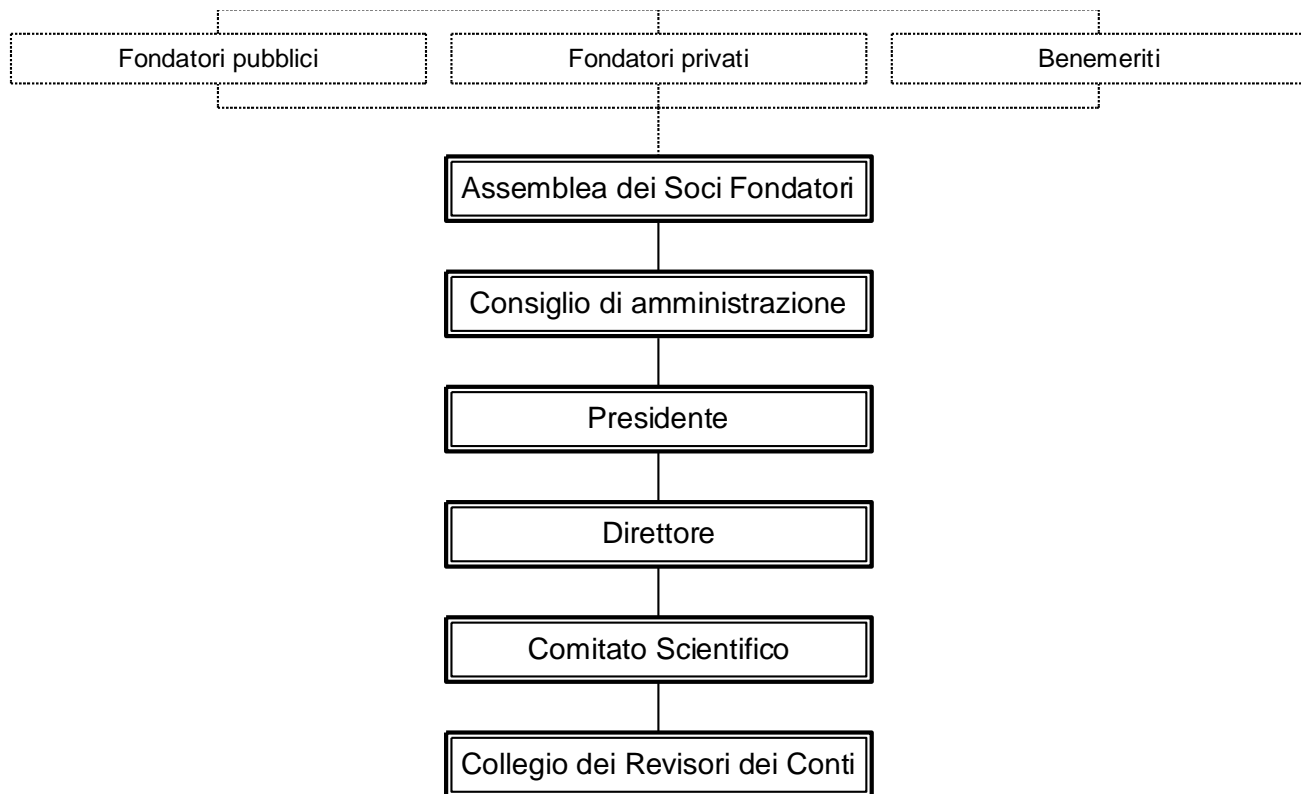 Fondatori pubblici
Fondatori privati
Benemeriti
Assemblea dei Soci Fondatori
Consiglio di amministrazione
Presidente
Direttore
Comitato Scientifico
Collegio dei Revisori dei Conti